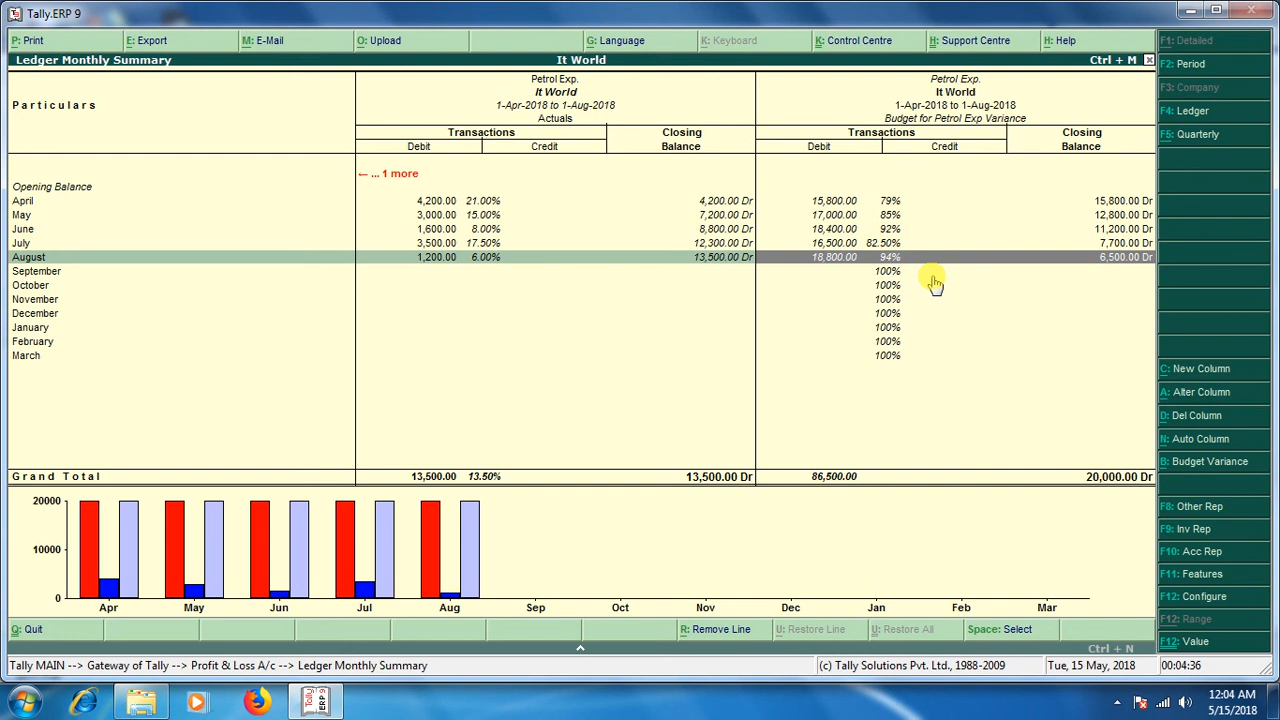 Tally.ERP 9
P: Print E: Export M: E-Mail O: Upload G: Language K: Keyboard K: Control Centre H: Support Centre H: Help
Ledger Monthly Summary It World Ctrl + M
Particulars
Petrol Exp. Petrol Exp.
It World It World
1-Apr-2018 to 1-Aug-2018 1-Apr-2018 to 1-Aug-2018
Actuals Budget for Petrol Exp Variance
Transactions Closing Transactions Closing
Debit Credit Balance Debit Credit Balance
← ... 1 more
Opening Balance
April 4,200.00 21.00% 4,200.00 Dr 15,800.00 79% 15,800.00 Dr
May 3,000.00 15.00% 7,200.00 Dr 17,000.00 85% 12,800.00 Dr
June 1,600.00 8.00% 8,800.00 Dr 18,400.00 92% 11,200.00 Dr
July 3,500.00 17.50% 12,300.00 Dr 16,500.00 82.50% 7,700.00 Dr
August 1,200.00 6.00% 13,500.00 Dr 18,800.00 94% 6,500.00 Dr
September 100%
October 100%
November 100%
December 100%
January 100%
February 100%
March 100%
Grand Total 13,500.00 13.50% 13,500.00 Dr 86,500.00 20,000.00 Dr
20000
10000
0
Apr May Jun Jul Aug Sep Oct Nov Dec Jan Feb Mar
F1: Detailed
F2: Period
F3: Company
F4: Ledger
F5: Quarterly
C: New Column
A: Alter Column
D: Del Column
N: Auto Column
B: Budget Variance
F8: Other Rep
F9: Inv Rep
F10: Acc Rep
F11: Features
F12: Configure
F12: Range
F12: Value
Q: Quit R: Remove Line U: Restore Line U: Restore All Space: Select
Ctrl + N
Tally MAIN --> Gateway of Tally --> Profit & Loss A/c --> Ledger Monthly Summary (c) Tally Solutions Pvt. Ltd., 1988-2009 Tue, 15 May, 2018 00:04:36
ERP 9
12:04 AM
5/15/2018